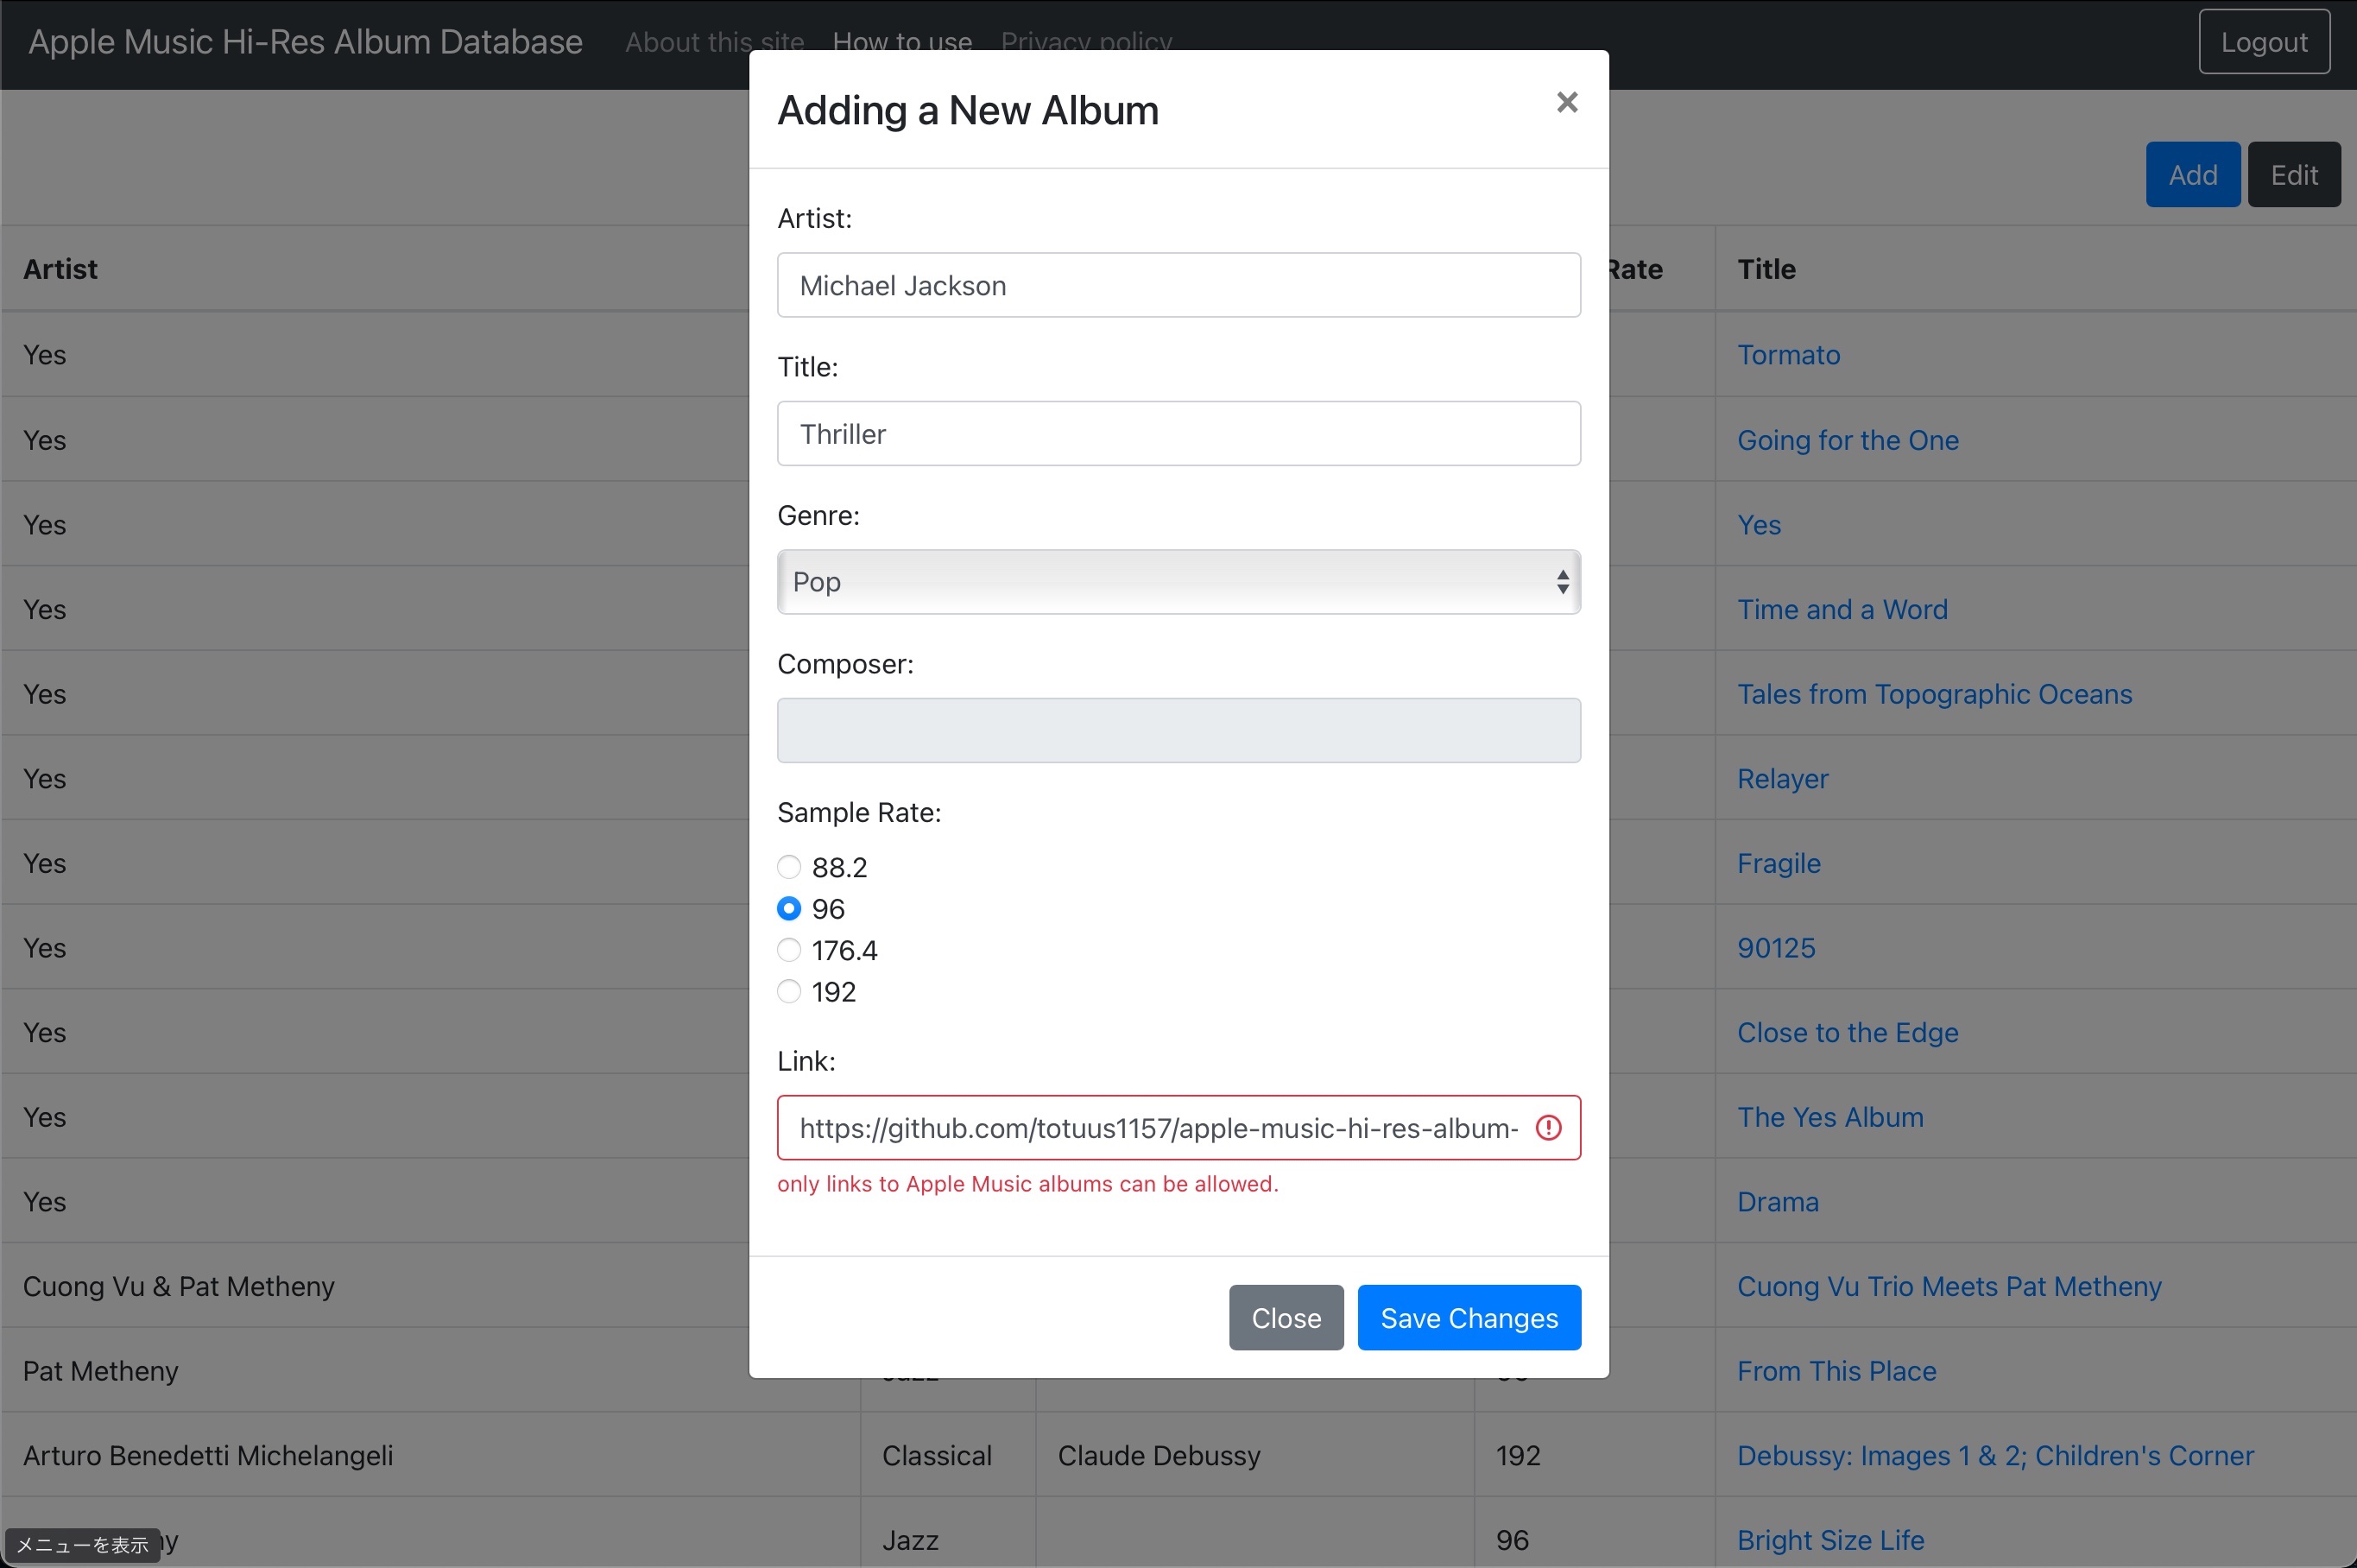 Apple Music Hi-Res Album Database About this site How to use Privacy policy Logout
Adding a New Album ×
Add Edit
Artist:
Michael Jackson
Title:
Thriller
Genre:
Pop
Composer:
Sample Rate:
88.2
96
176.4
192
Link:
https://github.com/totuus1157/apple-music-hi-res-album-
only links to Apple Music albums can be allowed.
Close Save Changes
Artist Rate Title
Yes Tormato
Yes Going for the One
Yes Yes
Yes Time and a Word
Yes Tales from Topographic Oceans
Yes Relayer
Yes Fragile
Yes 90125
Yes Close to the Edge
Yes The Yes Album
Yes Drama
Cuong Vu & Pat Metheny Cuong Vu Trio Meets Pat Metheny
Pat Metheny From This Place
Arturo Benedetti Michelangeli Classical Claude Debussy 192 Debussy: Images 1 & 2; Children's Corner
Jazz 96 Bright Size Life
メニューを表示